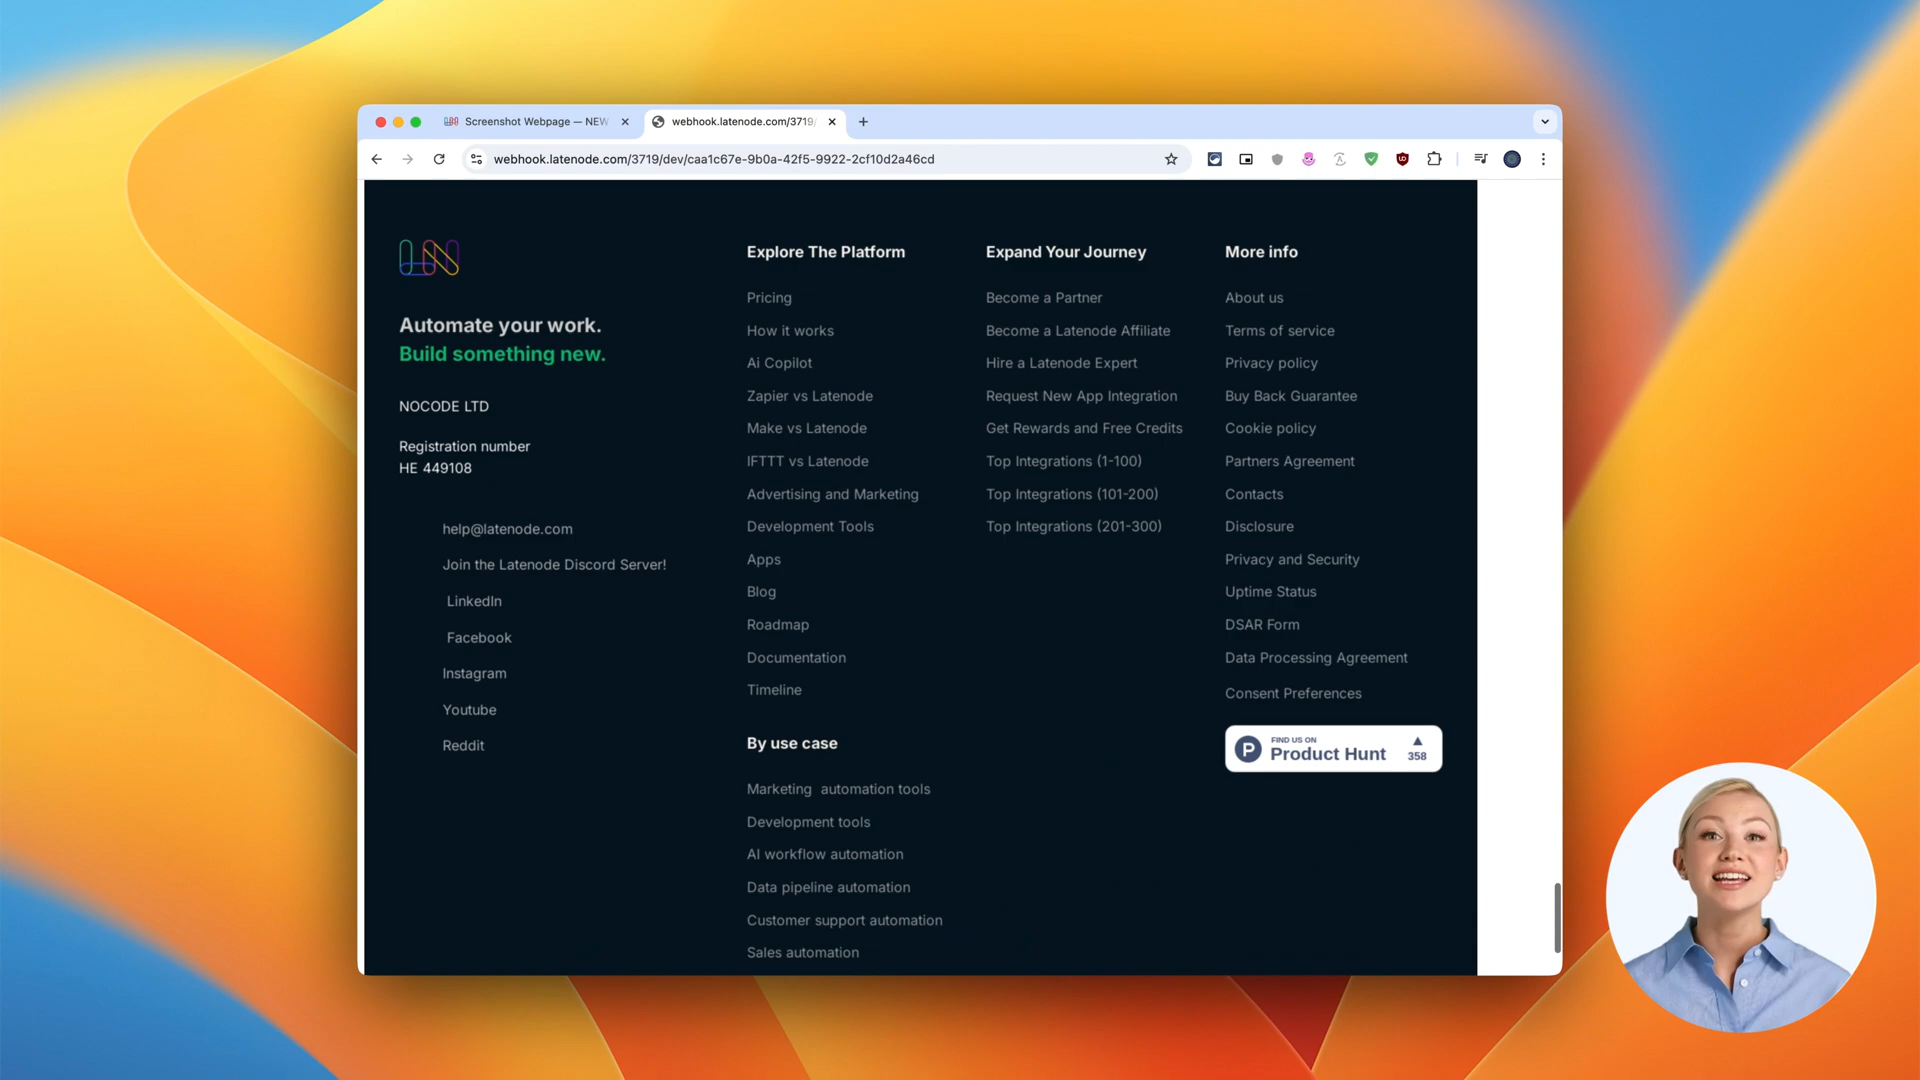 Screenshot Webpage — NEW
webhook.latenode.com/3719/
webhook.latenode.com/3719/dev/caa1c67e-9b0a-42f5-9922-2cf10d2a46cd
Automate your work.
Build something new.
NOCODE LTD
Registration number
HE 449108
help@latenode.com
Join the Latenode Discord Server!
LinkedIn
Facebook
Instagram
Youtube
Reddit
Explore The Platform
Pricing
How it works
Ai Copilot
Zapier vs Latenode
Make vs Latenode
IFTTT vs Latenode
Advertising and Marketing
Development Tools
Apps
Blog
Roadmap
Documentation
Timeline
By use case
Marketing  automation tools
Development tools
AI workflow automation
Data pipeline automation
Customer support automation
Sales automation
Expand Your Journey
Become a Partner
Become a Latenode Affiliate
Hire a Latenode Expert
Request New App Integration
Get Rewards and Free Credits
Top Integrations (1-100)
Top Integrations (101-200)
Top Integrations (201-300)
More info
About us
Terms of service
Privacy policy
Buy Back Guarantee
Cookie policy
Partners Agreement
Contacts
Disclosure
Privacy and Security
Uptime Status
DSAR Form
Data Processing Agreement
Consent Preferences
P
FIND US ON
Product Hunt
358